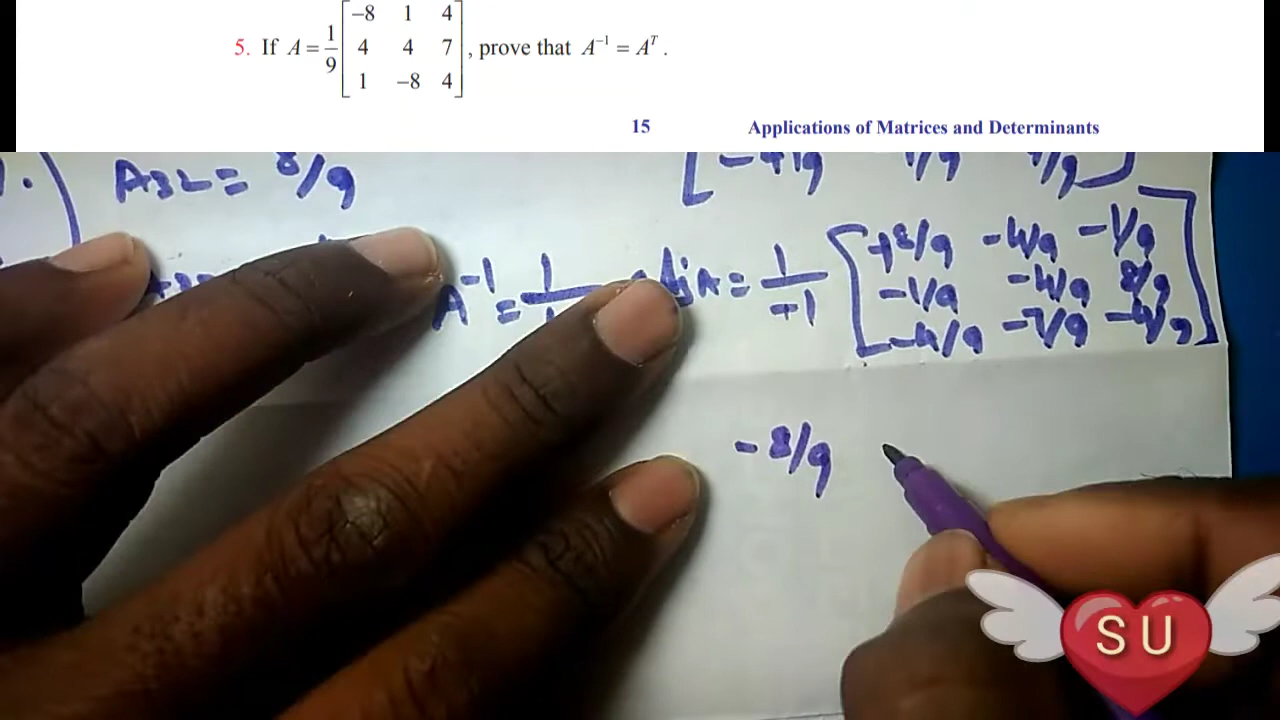 5. If A = 1/9 [ -8 1 4
4 4 7
1 -8 4 ], prove that A⁻¹ = Aᵀ.
15 Applications of Matrices and Determinants
A32 = 8/9
A⁻¹ = 1/ adjA = 1/-1 [ +8/9 -4/9 -1/9
-1/9 -4/9 8/9
-4/9 -7/9 -4/9 ]
-8/9
S U